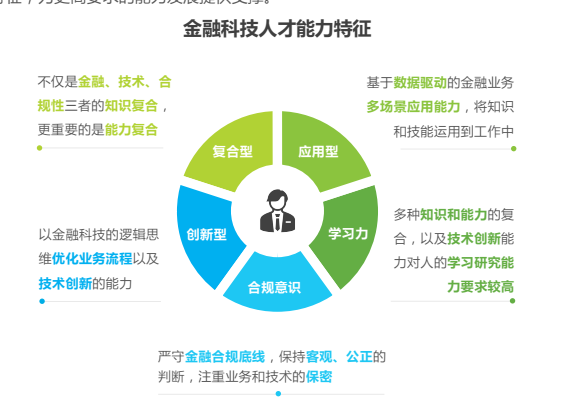 特征，为更高要求的能力发展提供支撑。
金融科技人才能力特征
不仅是金融、技术、合
规性三者的知识复合，
更重要的是能力复合
基于数据驱动的金融业务
多场景应用能力，将知识
和技能运用到工作中
复合型
应用型
创新型
学习力
合规意识
以金融科技的逻辑思
维优化业务流程以及
技术创新的能力
多种知识和能力的复
合，以及技术创新能
力对人的学习研究能
力要求较高
严守金融合规底线，保持客观、公正的
判断，注重业务和技术的保密